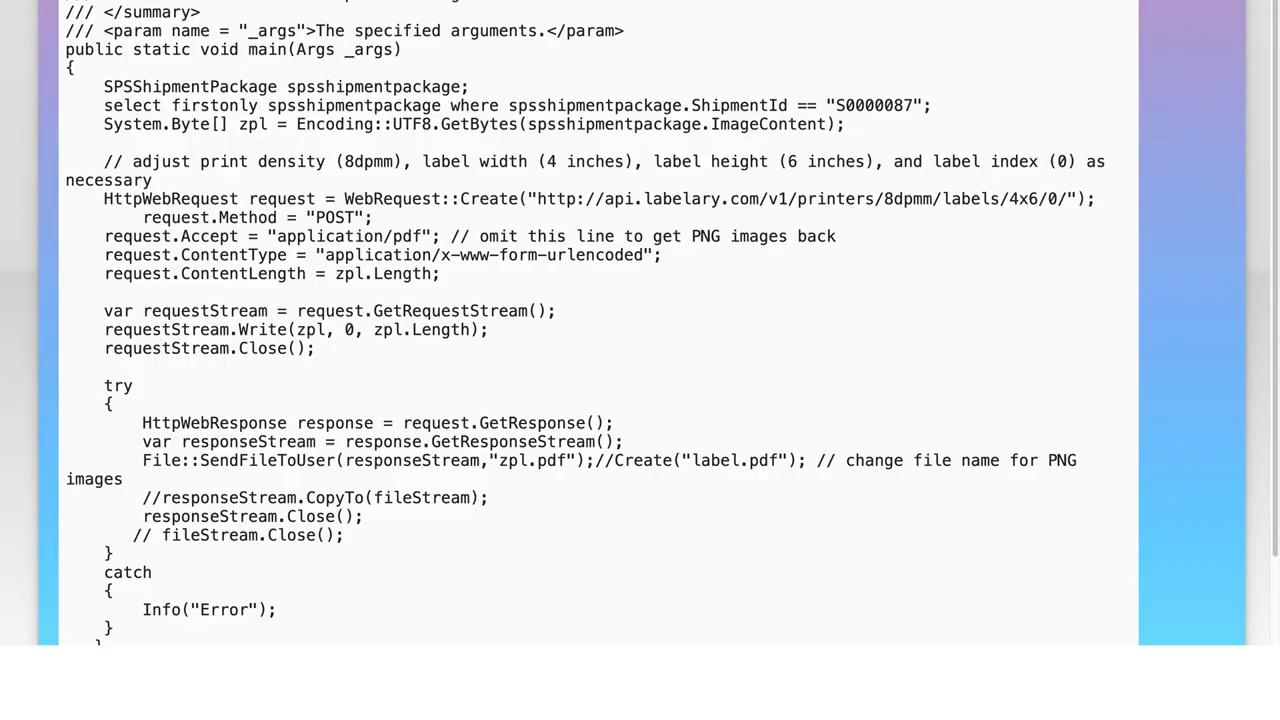 /// </summary>
/// <param name = "_args">The specified arguments.</param>
public static void main(Args _args)
{
    SPSShipmentPackage spsshipmentpackage;
    select firstonly spsshipmentpackage where spsshipmentpackage.ShipmentId == "S0000087";
    System.Byte[] zpl = Encoding::UTF8.GetBytes(spsshipmentpackage.ImageContent);

    // adjust print density (8dpmm), label width (4 inches), label height (6 inches), and label index (0) as
necessary
    HttpWebRequest request = WebRequest::Create("http://api.labelary.com/v1/printers/8dpmm/labels/4x6/0/");
        request.Method = "POST";
    request.Accept = "application/pdf"; // omit this line to get PNG images back
    request.ContentType = "application/x-www-form-urlencoded";
    request.ContentLength = zpl.Length;

    var requestStream = request.GetRequestStream();
    requestStream.Write(zpl, 0, zpl.Length);
    requestStream.Close();

    try
    {
        HttpWebResponse response = request.GetResponse();
        var responseStream = response.GetResponseStream();
        File::SendFileToUser(responseStream,"zpl.pdf");//Create("label.pdf"); // change file name for PNG
images
        //responseStream.CopyTo(fileStream);
        responseStream.Close();
       // fileStream.Close();
    }
    catch
    {
        Info("Error");
    }
   }